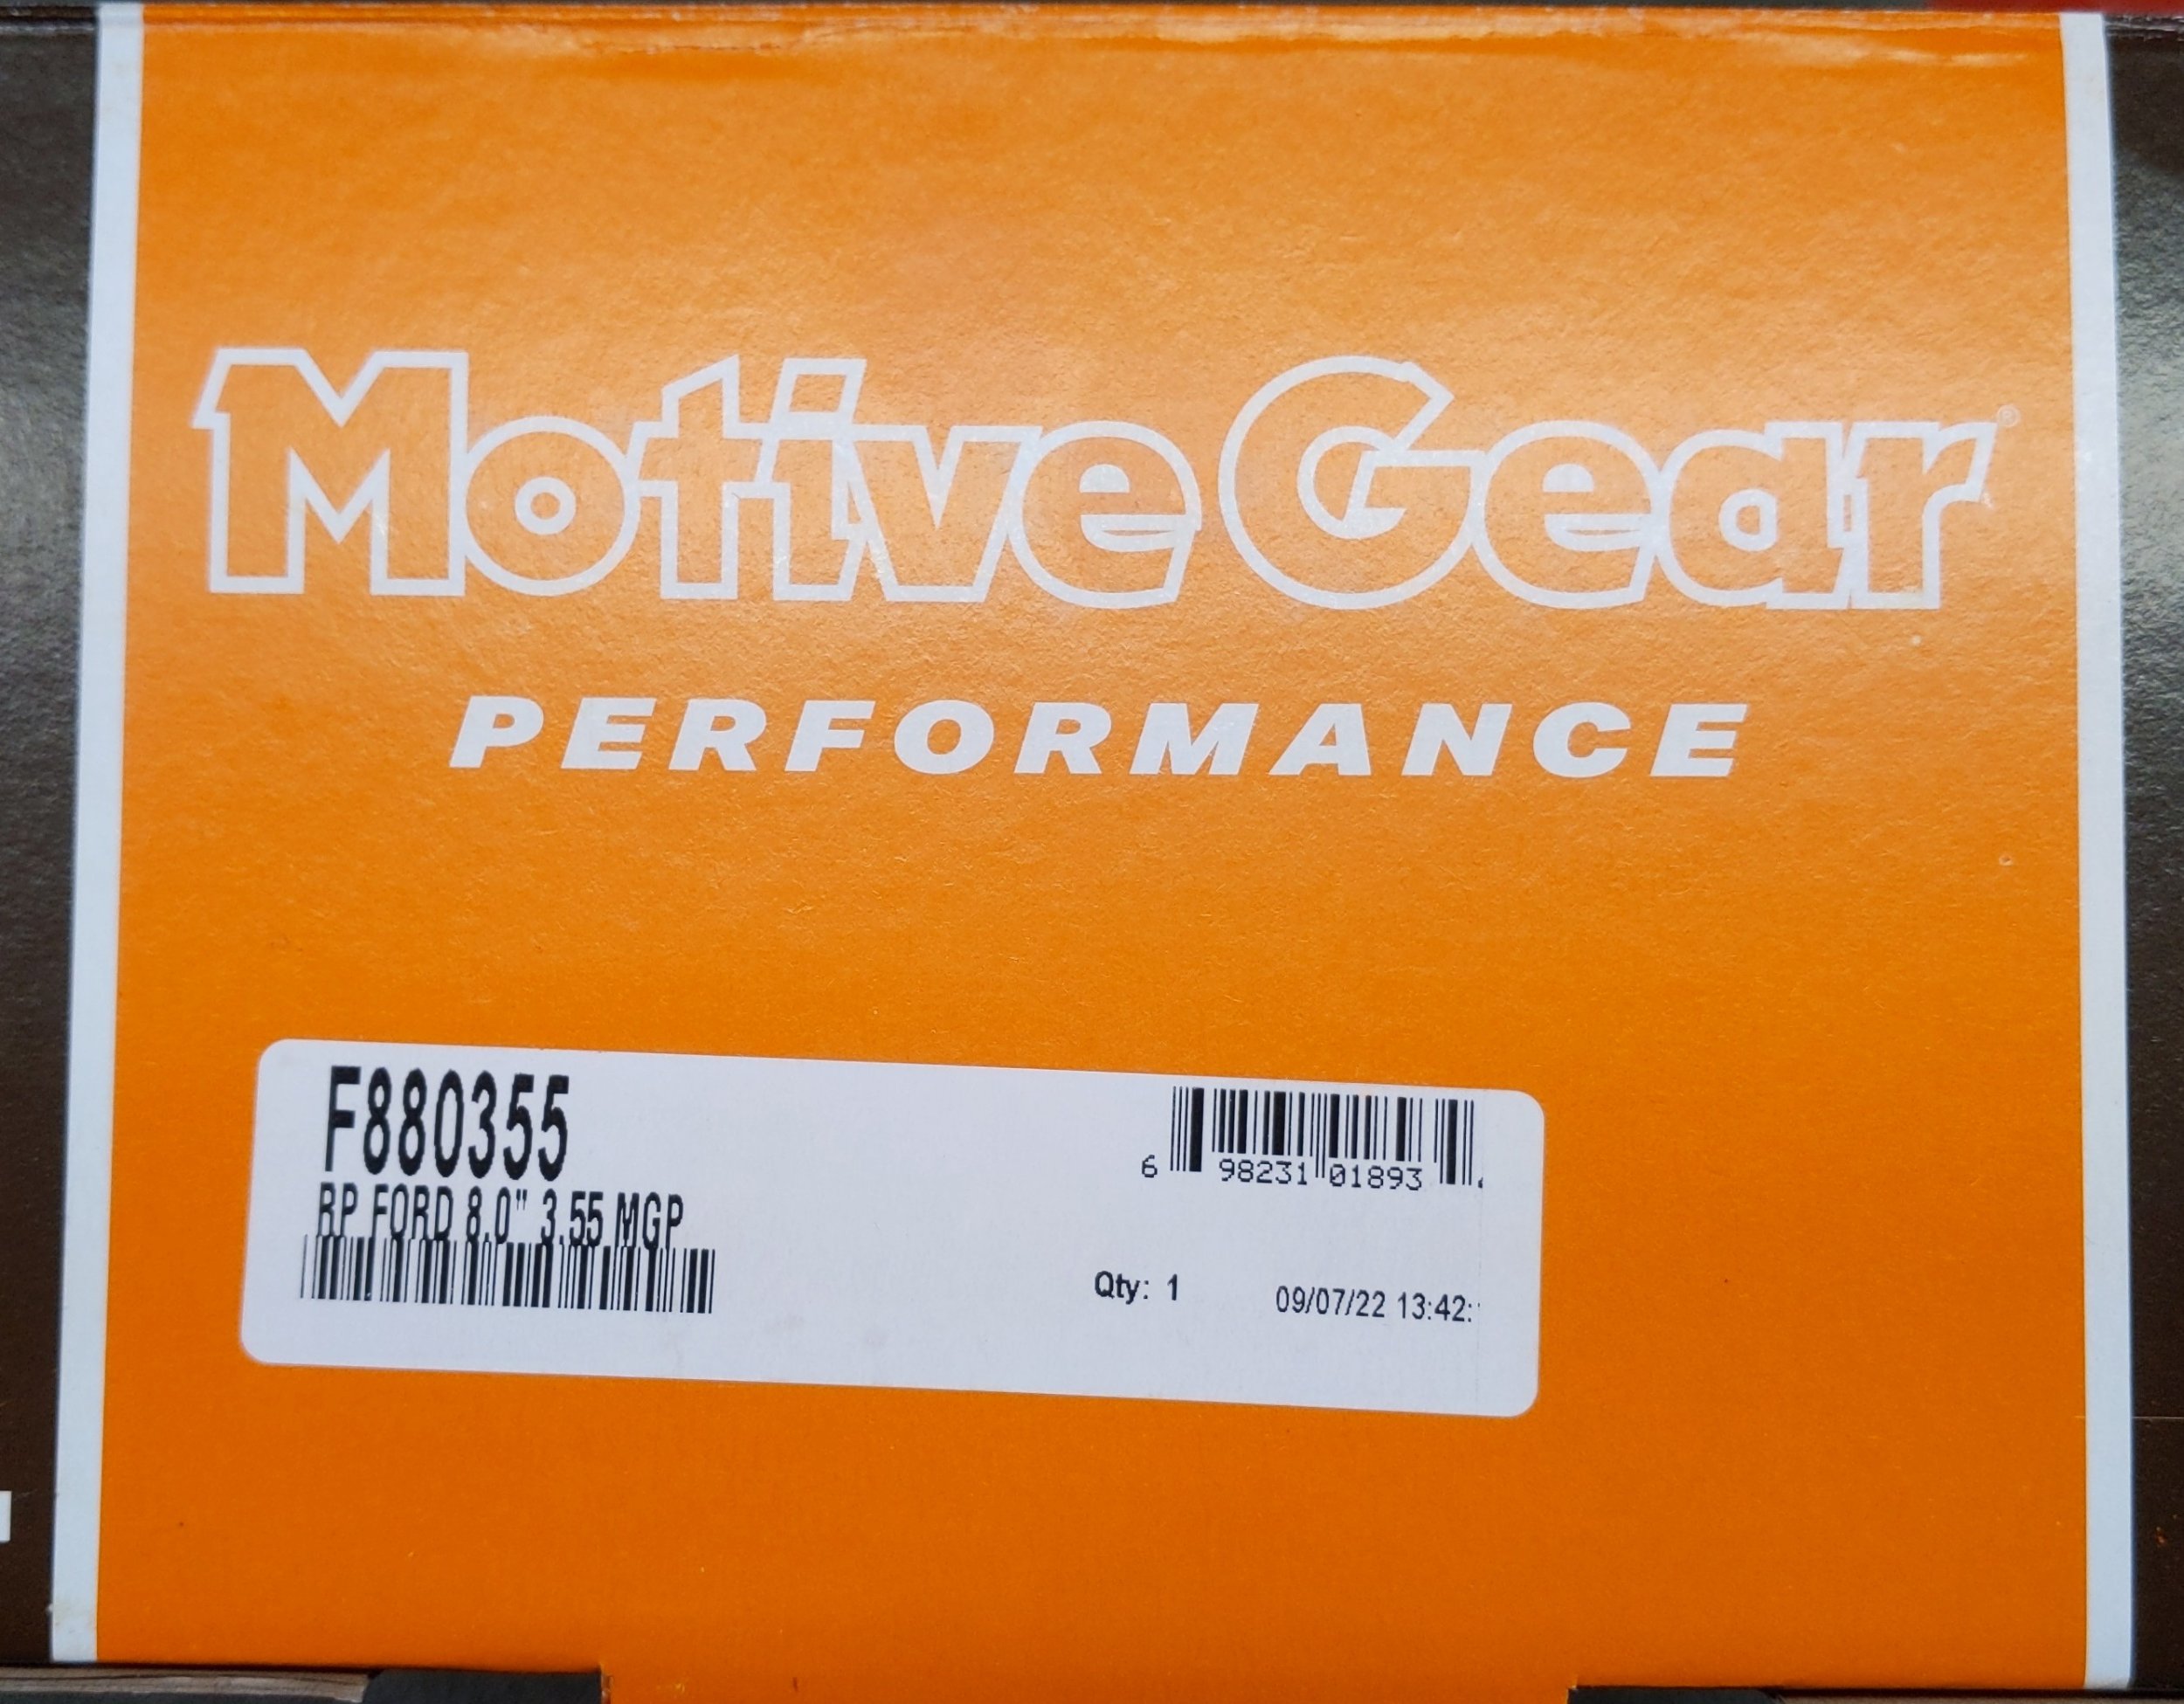 Motive Gear®
PERFORMANCE
F880355
RP FORD 8.0" 3.55 MGP
6 98231 01893
Qty: 1
09/07/22 13:42: